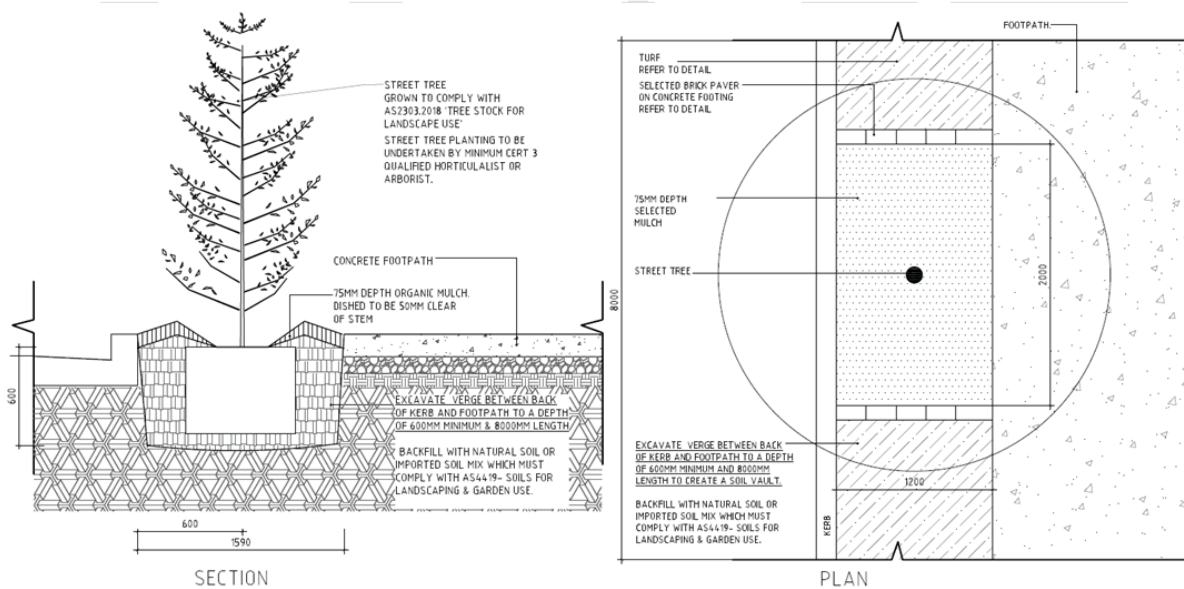 STREET TREE
GROWN TO COMPLY WITH
AS2303.2018 'TREE STOCK FOR
LANDSCAPE USE'
STREET TREE PLANTING TO BE
UNDERTAKEN BY MINIMUM CERT 3
QUALIFIED HORTICULALIST OR
ARBORIST.
CONCRETE FOOTPATH
75MM DEPTH ORGANIC MULCH.
DISHED TO BE 50MM CLEAR
OF STEM
600
EXCAVATE VERGE BETWEEN BACK
OF KERB AND FOOTPATH TO A DEPTH
OF 600MM MINIMUM & 8000MM LENGTH
BACKFILL WITH NATURAL SOIL OR
IMPORTED SOIL MIX WHICH MUST
COMPLY WITH AS4419- SOILS FOR
LANDSCAPING & GARDEN USE.
600
1590
SECTION
FOOTPATH.
TURF
REFER TO DETAIL
SELECTED BRICK PAVER
ON CONCRETE FOOTING
REFER TO DETAIL
75MM DEPTH
SELECTED
MULCH
STREET TREE
8000
2000
EXCAVATE VERGE BETWEEN BACK
OF KERB AND FOOTPATH TO A DEPTH
OF 600MM MINIMUM AND 8000MM
LENGTH TO CREATE A SOIL VAULT.
1200
BACKFILL WITH NATURAL SOIL OR
IMPORTED SOIL MIX WHICH MUST
COMPLY WITH AS4419- SOILS FOR
LANDSCAPING & GARDEN USE.
KERB
PLAN